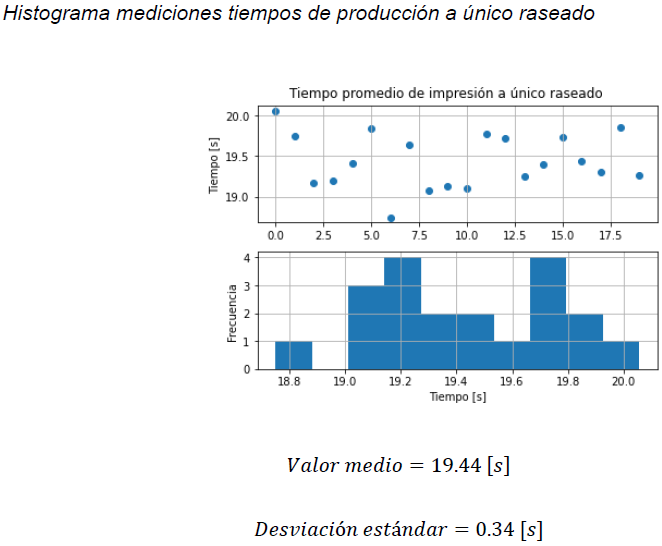 Histograma mediciones tiempos de producción a único raseado
Tiempo promedio de impresión a único raseado
20.0
19.5
19.0
Tiempo [s]
0.0 2.5 5.0 7.5 10.0 12.5 15.0 17.5
4
3
2
1
0
Frecuencia
18.8 19.0 19.2 19.4 19.6 19.8 20.0
Tiempo [s]
Valor medio = 19.44 [s]
Desviación estándar = 0.34 [s]